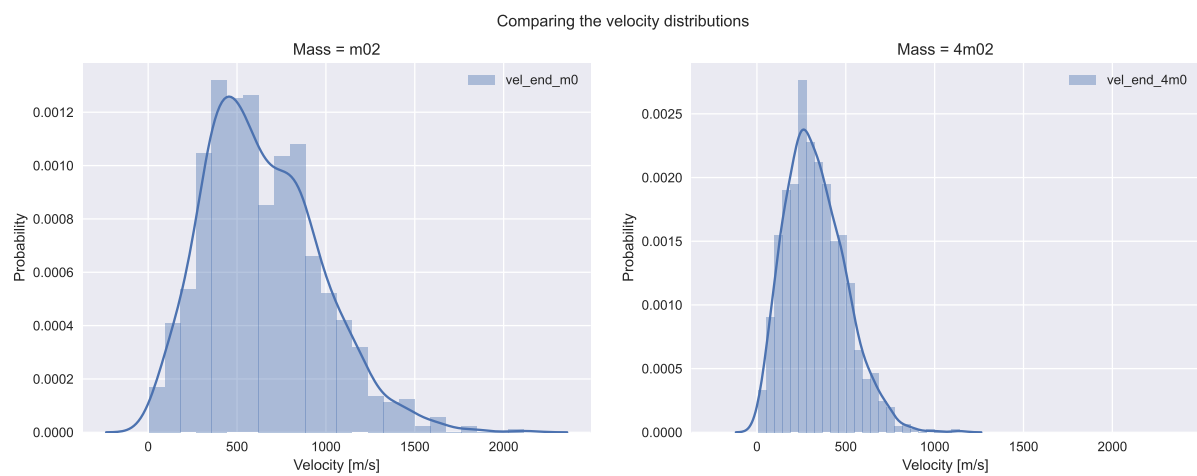 Comparing the velocity distributions
Mass = m02
vel_end_m0
Probability
0.0012
0.0010
0.0008
0.0006
0.0004
0.0002
0.0000
0
500
1000
1500
2000
Velocity [m/s]
Mass = 4m02
vel_end_4m0
Probability
0.0025
0.0020
0.0015
0.0010
0.0005
0.0000
0
500
1000
1500
2000
Velocity [m/s]